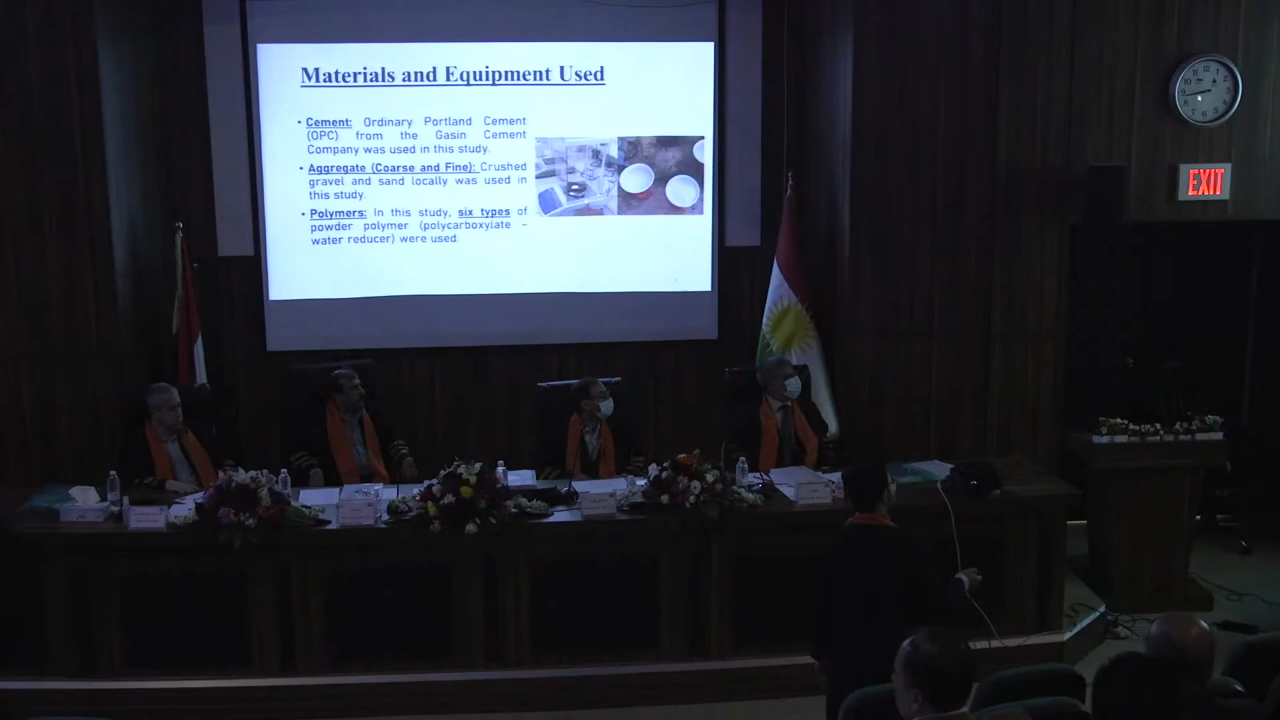 Materials and Equipment Used
• Cement: Ordinary Portland Cement
(OPC) from the Gasin Cement
Company was used in this study.
• Aggregate (Coarse and Fine): Crushed
gravel and sand locally was used in
this study.
• Polymers: In this study, six types of
powder polymer (polycarboxylate –
water reducer) were used.
EXIT